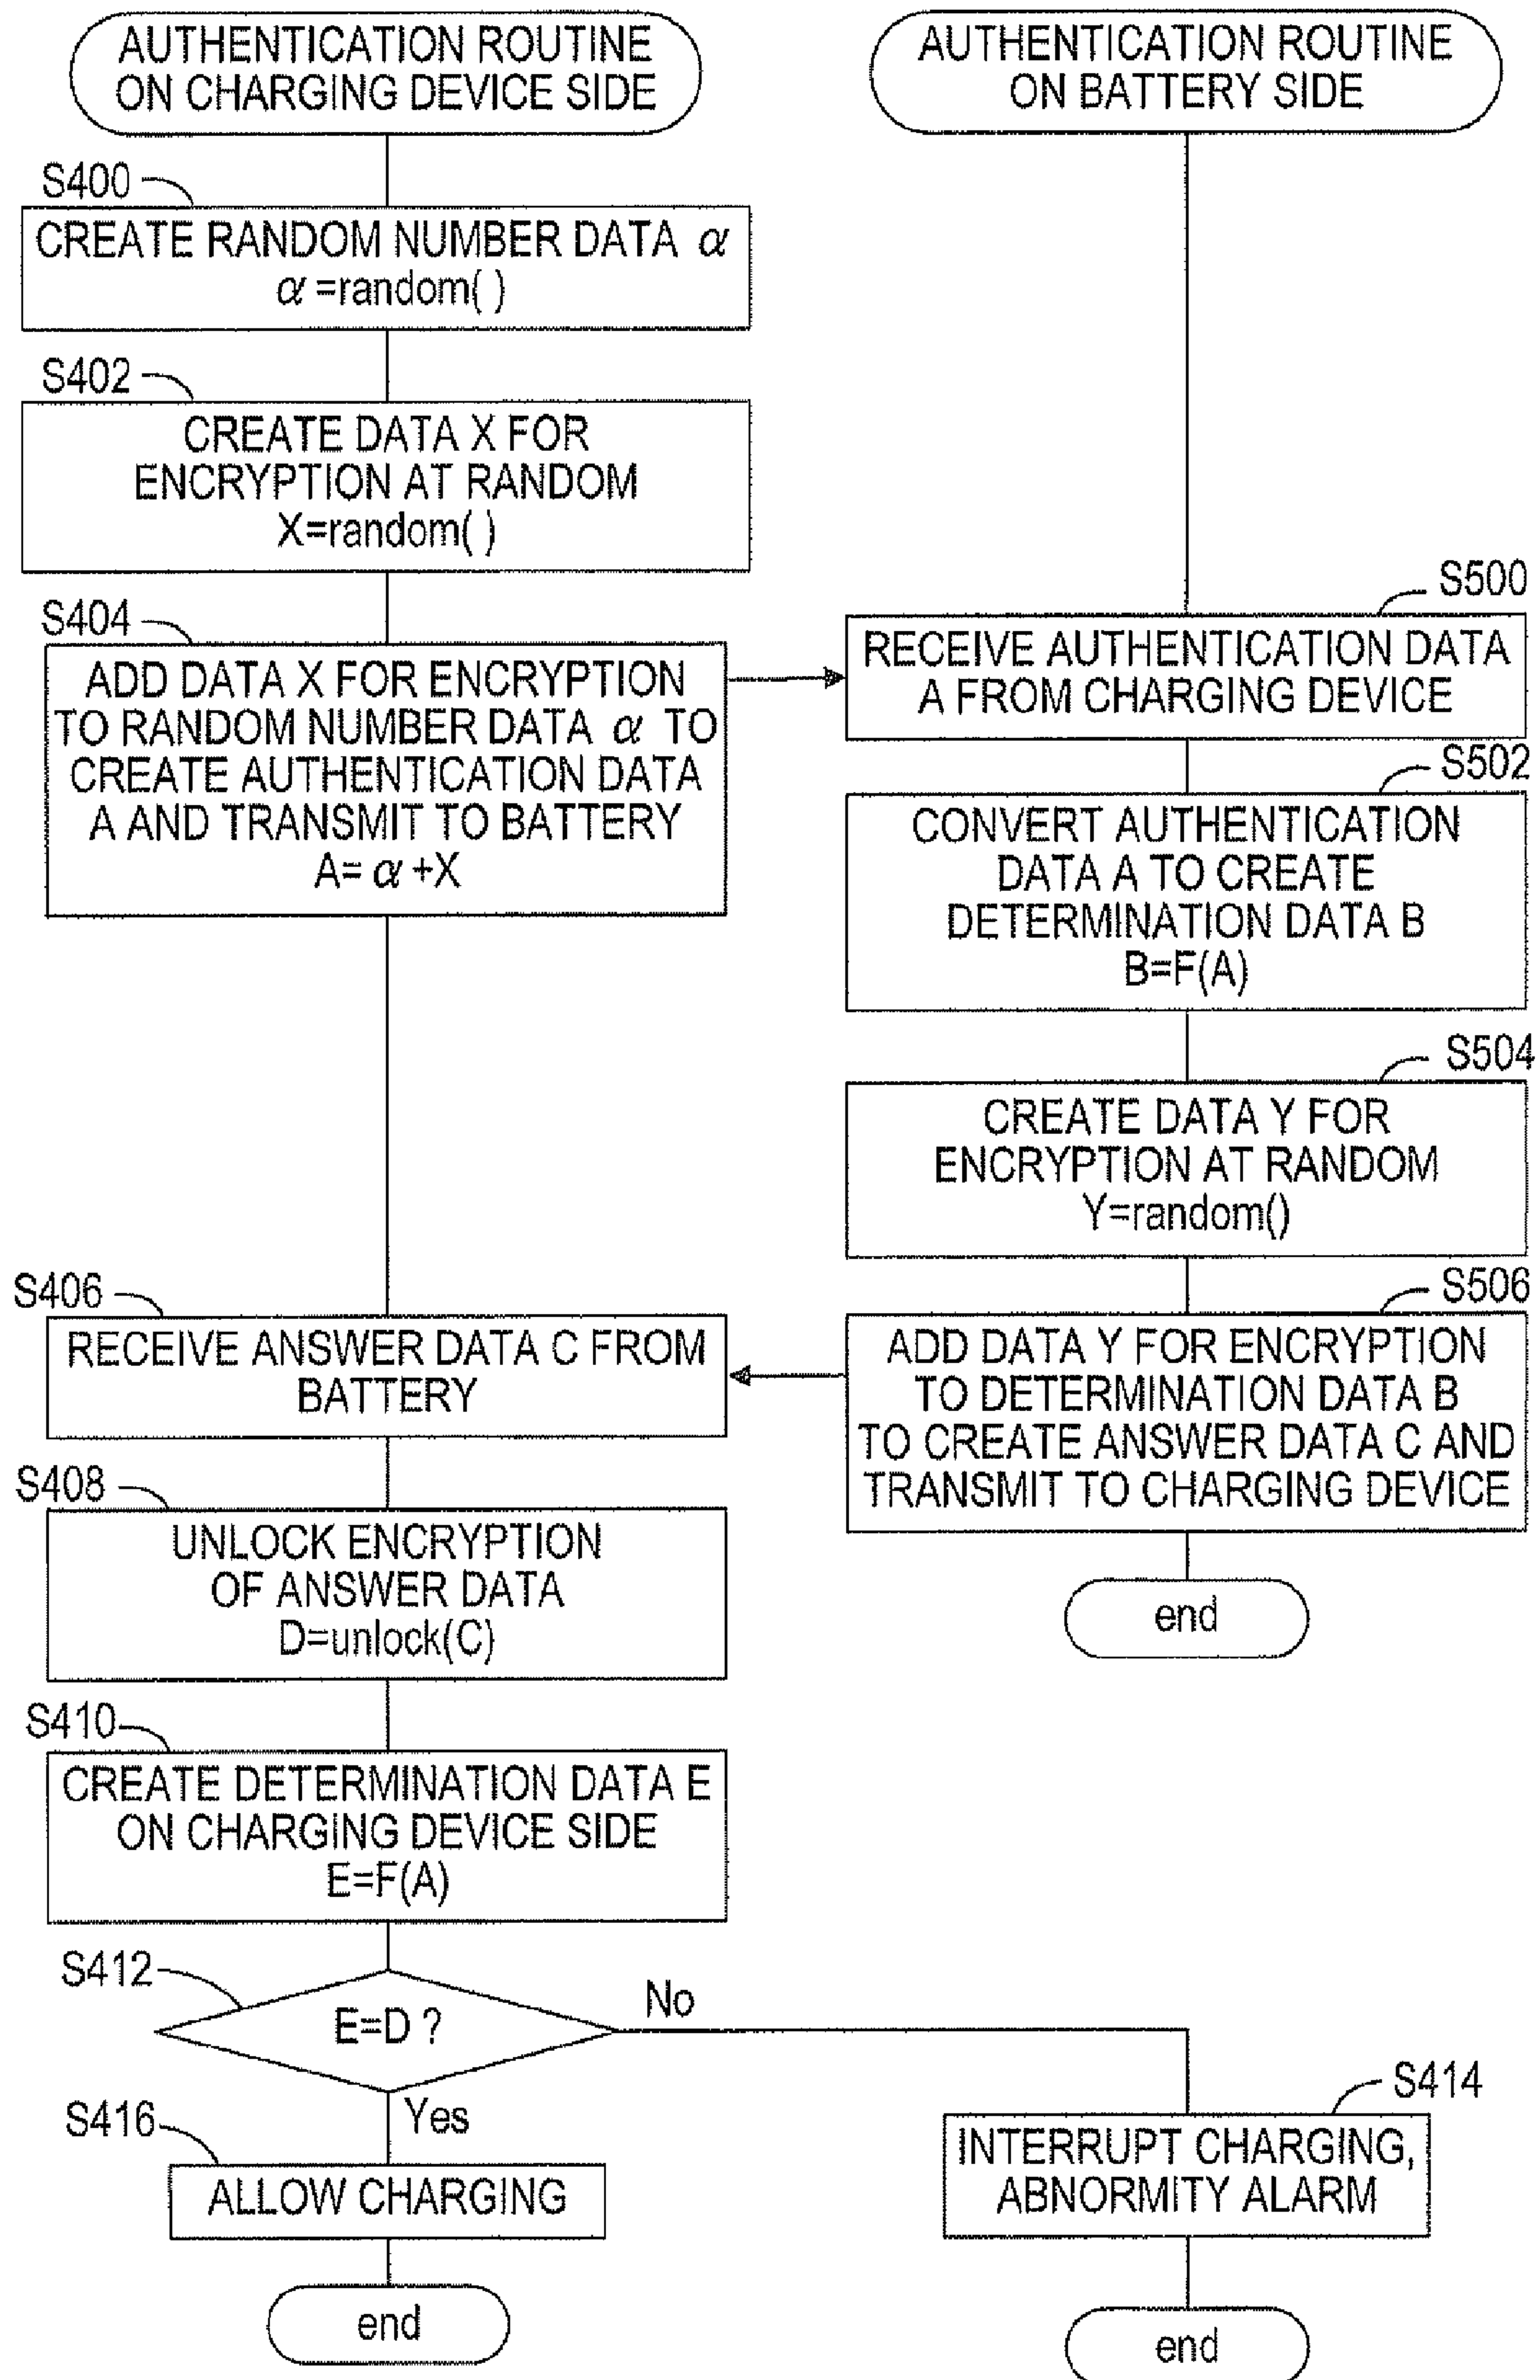 AUTHENTICATION ROUTINE
ON CHARGING DEVICE SIDE
S400
CREATE RANDOM NUMBER DATA α
α=random( )
S402
CREATE DATA X FOR
ENCRYPTION AT RANDOM
X=random( )
S404
ADD DATA X FOR ENCRYPTION
TO RANDOM NUMBER DATA α TO
CREATE AUTHENTICATION DATA
A AND TRANSMIT TO BATTERY
A= α+X
S406
RECEIVE ANSWER DATA C FROM
BATTERY
S408
UNLOCK ENCRYPTION
OF ANSWER DATA
D=unlock(C)
S410
CREATE DETERMINATION DATA E
ON CHARGING DEVICE SIDE
E=F(A)
S412
E=D ?
No
Yes
S416
ALLOW CHARGING
end
AUTHENTICATION ROUTINE
ON BATTERY SIDE
S500
RECEIVE AUTHENTICATION DATA
A FROM CHARGING DEVICE
S502
CONVERT AUTHENTICATION
DATA A TO CREATE
DETERMINATION DATA B
B=F(A)
S504
CREATE DATA Y FOR
ENCRYPTION AT RANDOM
Y=random()
S506
ADD DATA Y FOR ENCRYPTION
TO DETERMINATION DATA B
TO CREATE ANSWER DATA C AND
TRANSMIT TO CHARGING DEVICE
end
S414
INTERRUPT CHARGING,
ABNORMITY ALARM
end